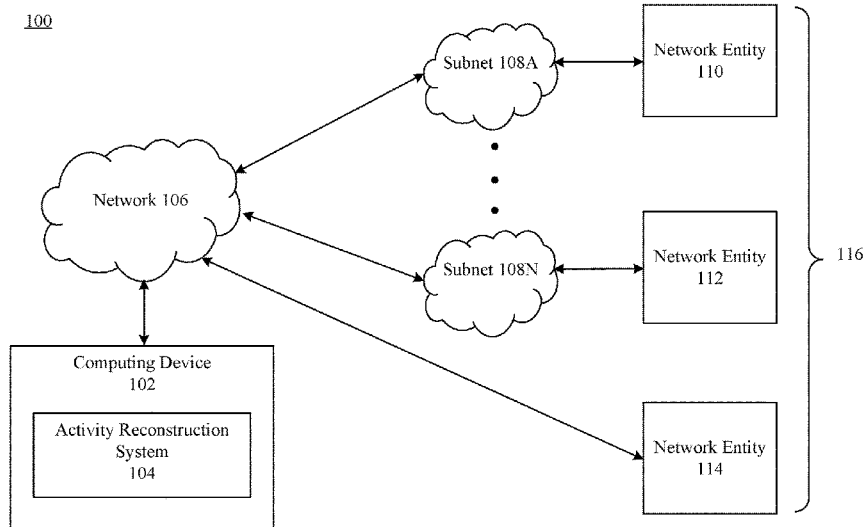 100
Subnet 108A
Network Entity
110
Network 106
Subnet 108N
Network Entity
112
116
Computing Device
102
Activity Reconstruction
System
104
Network Entity
114